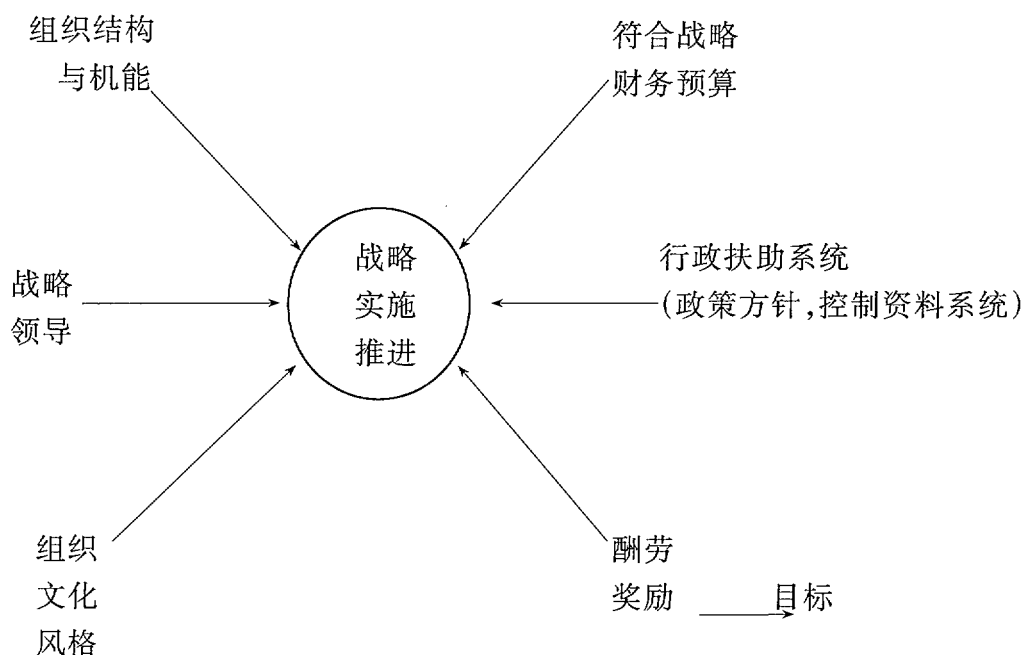 组织结构
与机能
符合战略
财务预算
战略
实施
推进
战略
领导
行政扶助系统
(政策方针,控制资料系统)
组织
文化
风格
酬劳
奖励
目标